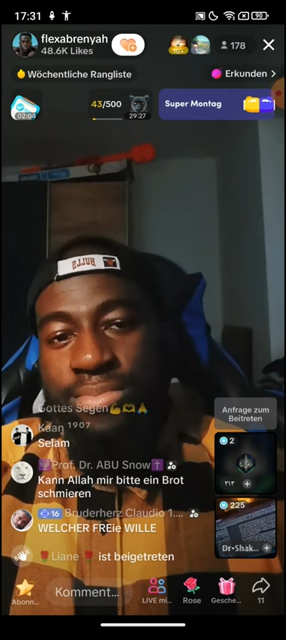 17:31
90
flexabrenyah
48.6K Likes
178
Wöchentliche Rangliste
Erkunden >
02:04
43/500
29:27
Super Montag
BULLS
Gottes Segen
Anfrage zum Beitreten
Kaan ¹⁹⁰⁷
Selam
Prof. Dr. ABU Snow
Kann Allah mir bitte ein Brot
schmieren
2
٣١٣
16 Bruderherz Claudio 1....
WELCHER FREie WILLE
225
Dr•Shak...
Liane ist beigetreten
Abonn...
Komment...
LIVE mi...
Rose
Gesche...
11